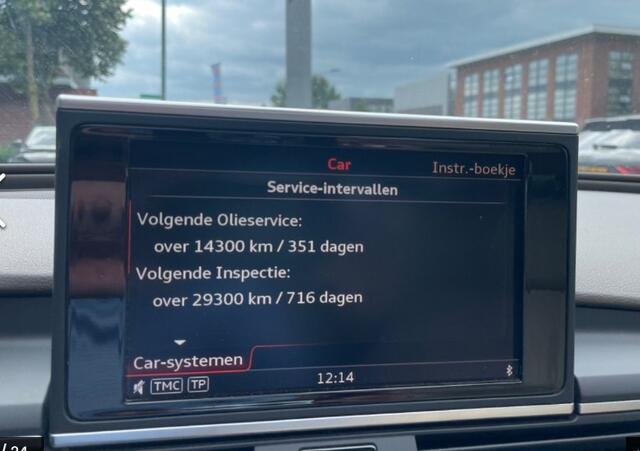 Car
Instr.-boekje
Service-intervallen
Volgende Olieservice:
over 14300 km / 351 dagen
Volgende Inspectie:
over 29300 km / 716 dagen
Car-systemen
TMC TP
12:14